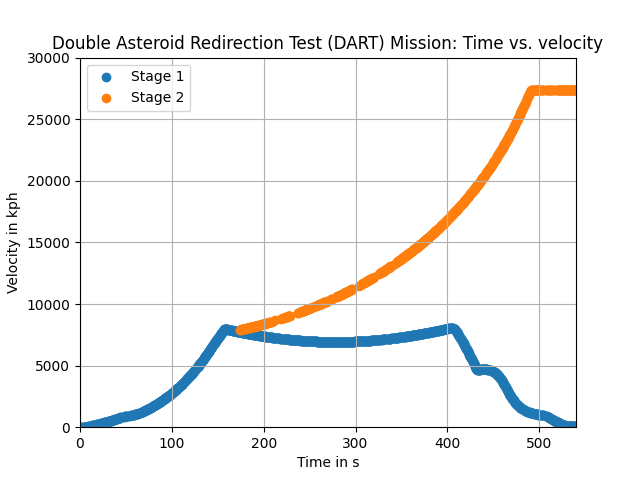 Double Asteroid Redirection Test (DART) Mission: Time vs. velocity
30000
25000
20000
15000
10000
5000
0
Velocity in kph
Stage 1
Stage 2
0 100 200 300 400 500
Time in s